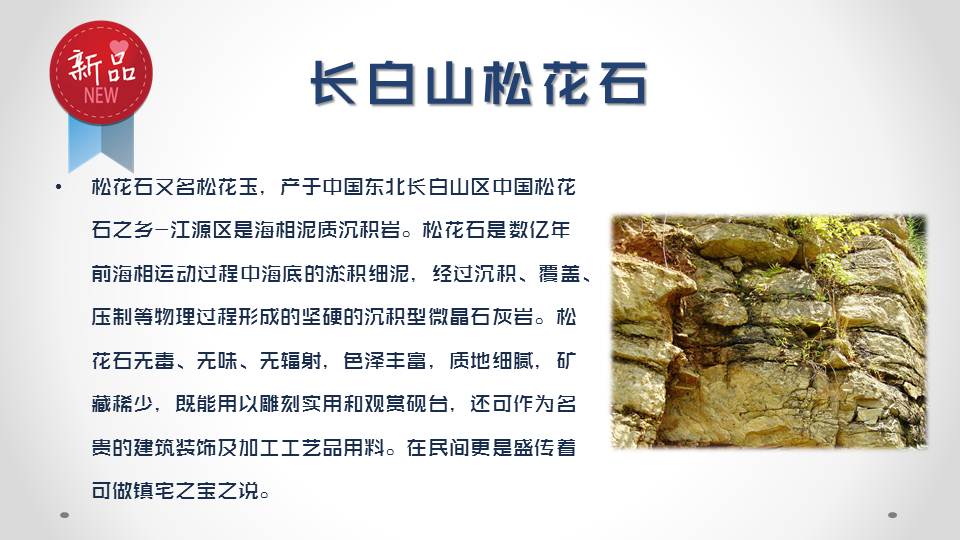 新品
NEW
长白山松花石
• 松花石又名松花玉，产于中国东北长白山区中国松花
石之乡-江源区是海相泥质沉积岩。松花石是数亿年
前海相运动过程中海底的淤积细泥，经过沉积、覆盖、
压制等物理过程形成的坚硬的沉积型微晶石灰岩。松
花石无毒、无味、无辐射，色泽丰富，质地细腻，矿
藏稀少，既能用以雕刻实用和观赏砚台，还可作为名
贵的建筑装饰及加工工艺品用料。在民间更是盛传着
可做镇宅之宝之说。